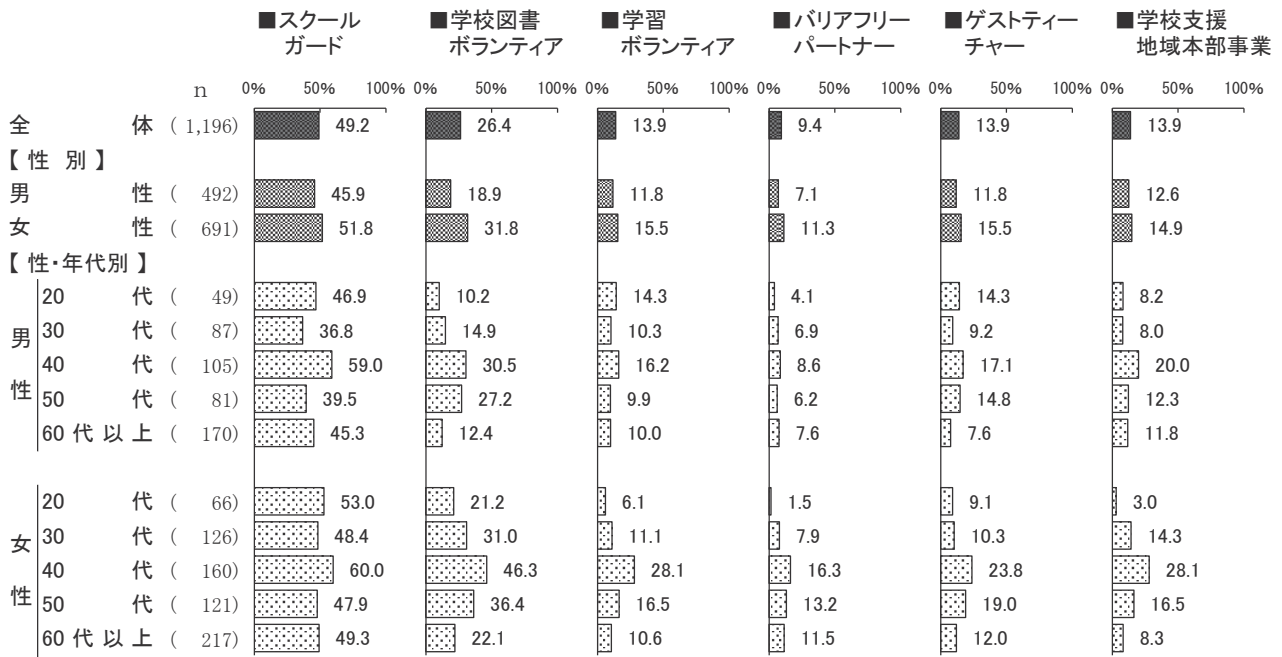 ■スクール ■学校図書 ■学習 ■バリアフリー ■ゲストティー ■学校支援
ガード ボランティア ボランティア パートナー チャー 地域本部事業
n 0% 50% 100% 0% 50% 100% 0% 50% 100% 0% 50% 100% 0% 50% 100% 0% 50% 100%
全 体 (1,196) 49.2 26.4 13.9 9.4 13.9 13.9
【性 別】
男 性 ( 492) 45.9 18.9 11.8 7.1 11.8 12.6
女 性 ( 691) 51.8 31.8 15.5 11.3 15.5 14.9
【性・年代別】
男性
20 代 ( 49) 46.9 10.2 14.3 4.1 14.3 8.2
30 代 ( 87) 36.8 14.9 10.3 6.9 9.2 8.0
40 代 ( 105) 59.0 30.5 16.2 8.6 17.1 20.0
50 代 ( 81) 39.5 27.2 9.9 6.2 14.8 12.3
60代以上 ( 170) 45.3 12.4 10.0 7.6 7.6 11.8
女性
20 代 ( 66) 53.0 21.2 6.1 1.5 9.1 3.0
30 代 ( 126) 48.4 31.0 11.1 7.9 10.3 14.3
40 代 ( 160) 60.0 46.3 28.1 16.3 23.8 28.1
50 代 ( 121) 47.9 36.4 16.5 13.2 19.0 16.5
60代以上 ( 217) 49.3 22.1 10.6 11.5 12.0 8.3